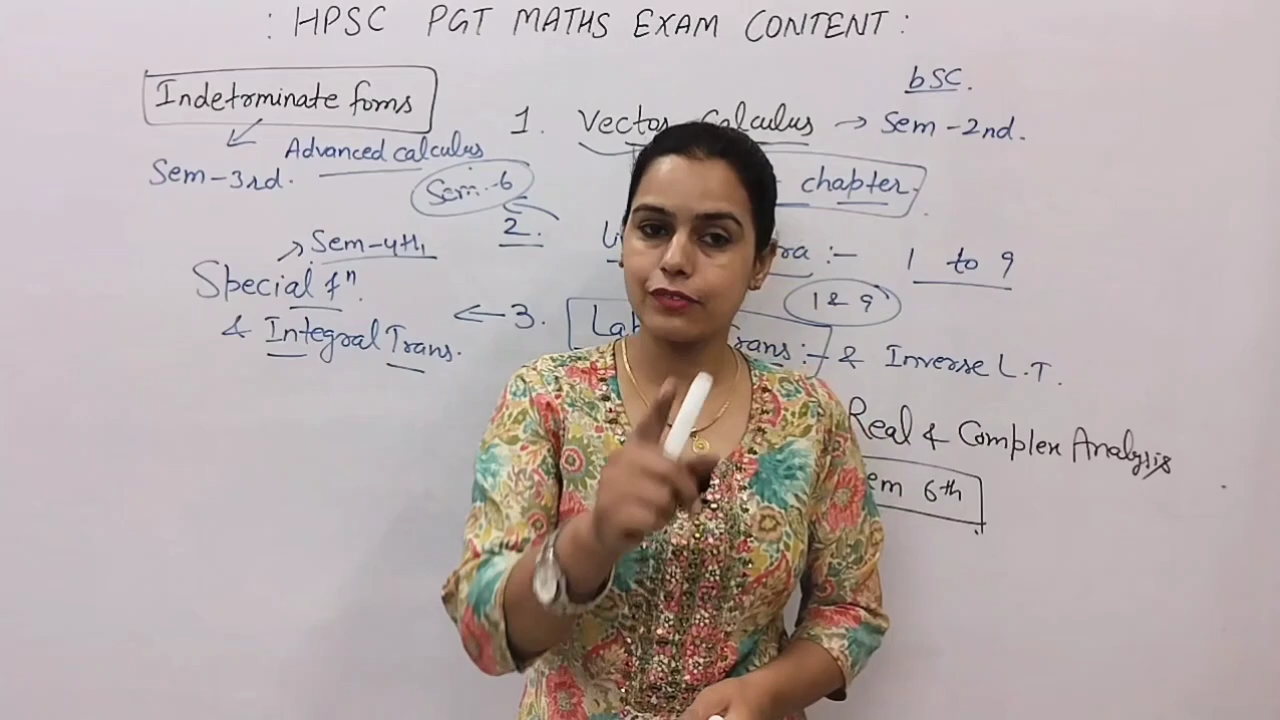 : HPSC PGT MATHS EXAM CONTENT :
bSC.
Indeterminate forms
1. Vector Calculus → Sem-2nd.
Advanced calculus
Sem-3rd.
Sem-6
chapter.
2.
:- 1 to 9
Sem-4th
Special fⁿ.
1 & 9
← 3.
& Integral Trans.
:- & Inverse L.T.
Real & Complex Analysis
6th